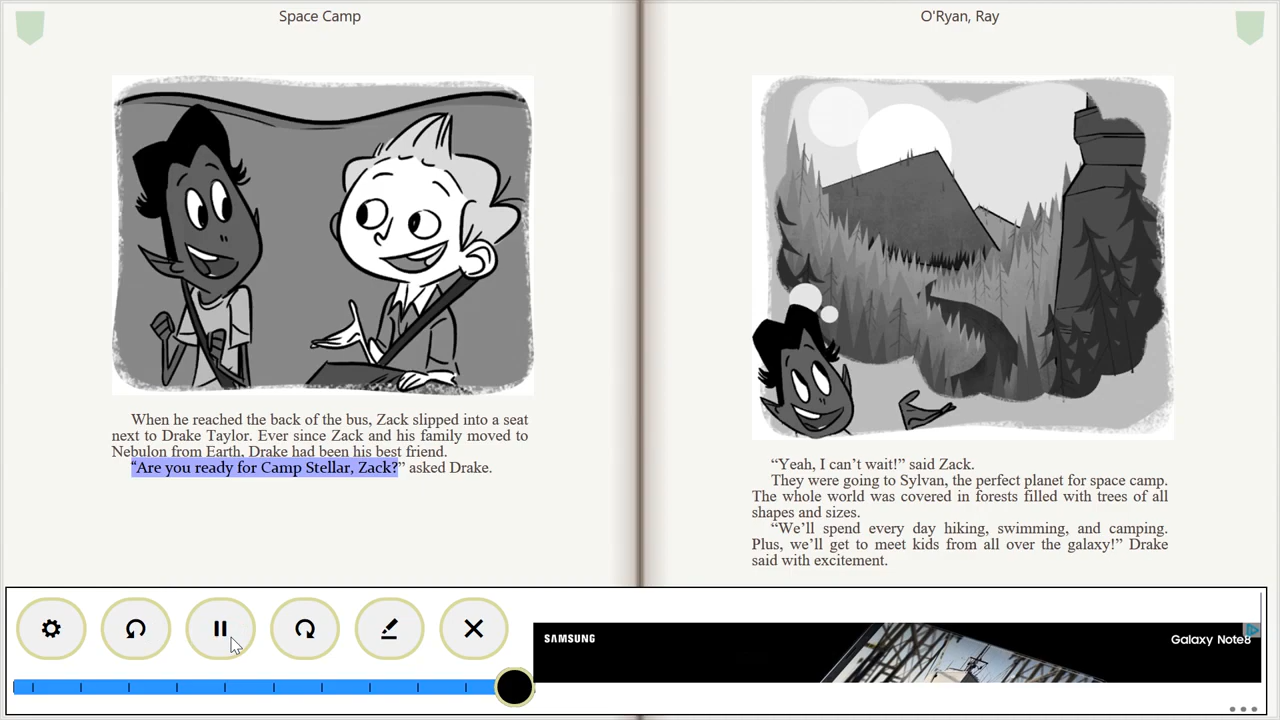 Space Camp
When he reached the back of the bus, Zack slipped into a seat
next to Drake Taylor. Ever since Zack and his family moved to
Nebulon from Earth, Drake had been his best friend.
“Are you ready for Camp Stellar, Zack?” asked Drake.
O'Ryan, Ray
“Yeah, I can’t wait!” said Zack.
They were going to Sylvan, the perfect planet for space camp.
The whole world was covered in forests filled with trees of all
shapes and sizes.
“We’ll spend every day hiking, swimming, and camping.
Plus, we’ll get to meet kids from all over the galaxy!” Drake
said with excitement.
SAMSUNG
Galaxy Note8